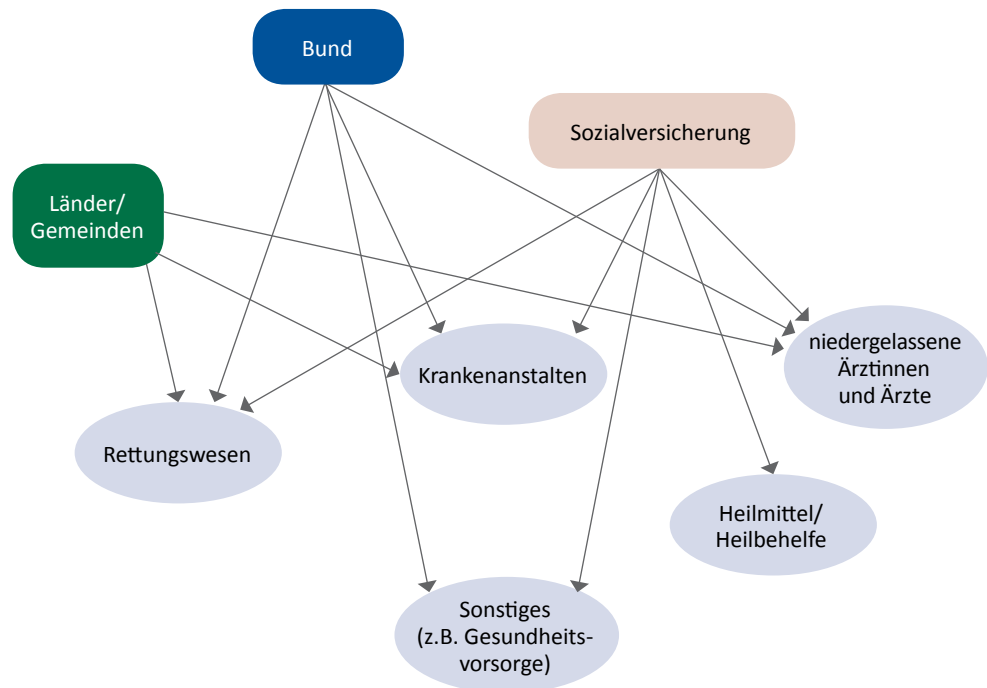 Bund
Sozialversicherung
Länder/
Gemeinden
niedergelassene
Ärztinnen
und Ärzte
Krankenanstalten
Rettungswesen
Heilmittel/
Heilbehelfe
Sonstiges
(z.B. Gesundheits-
vorsorge)